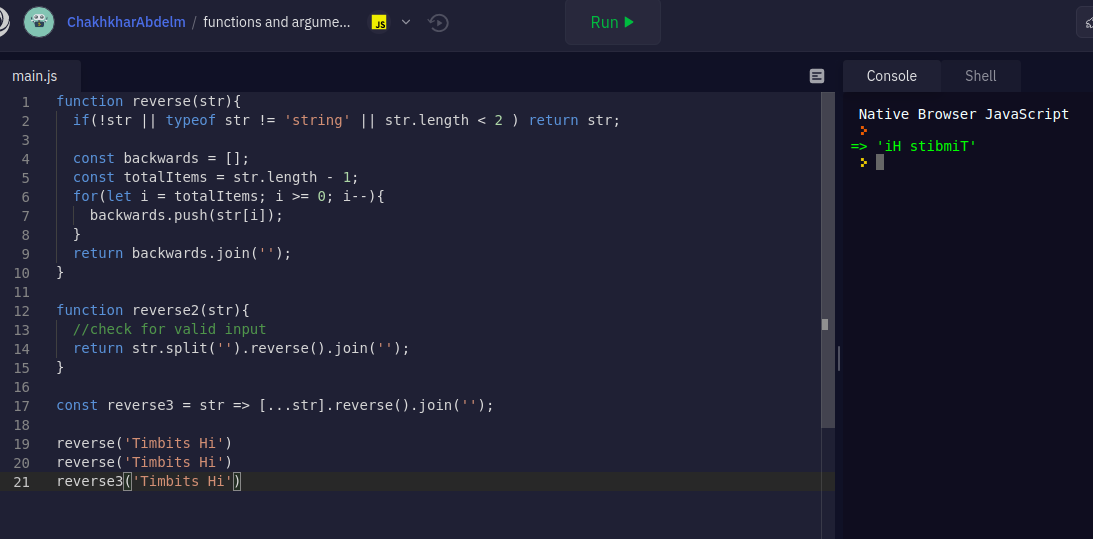 ChakhkharAbdelm / functions and argume... JS Run
main.js
Console Shell
1 function reverse(str){
2 if(!str || typeof str != 'string' || str.length < 2 ) return str;
3
4 const backwards = [];
5 const totalItems = str.length - 1;
6 for(let i = totalItems; i >= 0; i--){
7 backwards.push(str[i]);
8 }
9 return backwards.join('');
10 }
11
12 function reverse2(str){
13 //check for valid input
14 return str.split('').reverse().join('');
15 }
16
17 const reverse3 = str => [...str].reverse().join('');
18
19 reverse('Timbits Hi')
20 reverse('Timbits Hi')
21 reverse3('Timbits Hi')
Native Browser JavaScript
=> 'iH stibmiT'